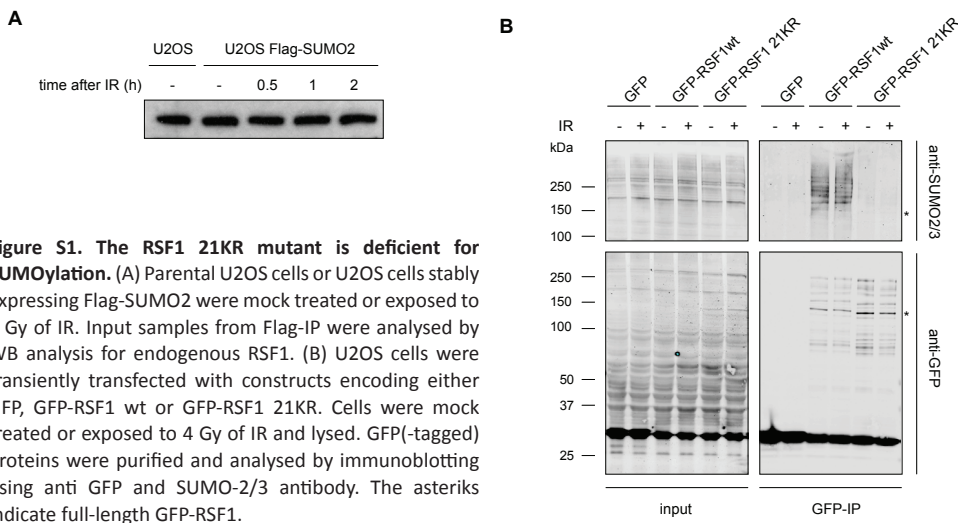 A
U2OS U2OS Flag-SUMO2
time after IR (h) - - 0.5 1 2
igure S1. The RSF1 21KR mutant is deficient for
UMOylation. (A) Parental U2OS cells or U2OS cells stably
xpressing Flag-SUMO2 were mock treated or exposed to
Gy of IR. Input samples from Flag-IP were analysed by
VB analysis for endogenous RSF1. (B) U2OS cells were
ransiently transfected with constructs encoding either
FP, GFP-RSF1 wt or GFP-RSF1 21KR. Cells were mock
reated or exposed to 4 Gy of IR and lysed. GFP(-tagged)
roteins were purified and analysed by immunoblotting
sing anti GFP and SUMO-2/3 antibody. The asteriks
ndicate full-length GFP-RSF1.
B
GFP GFP-RSF1wt GFP-RSF1 21KR GFP GFP-RSF1wt GFP-RSF1 21KR
IR - + - + - + - + - + - +
kDa
250
150
100
*
anti-SUMO2/3
250
150
100
50
37
25
*
anti-GFP
input GFP-IP